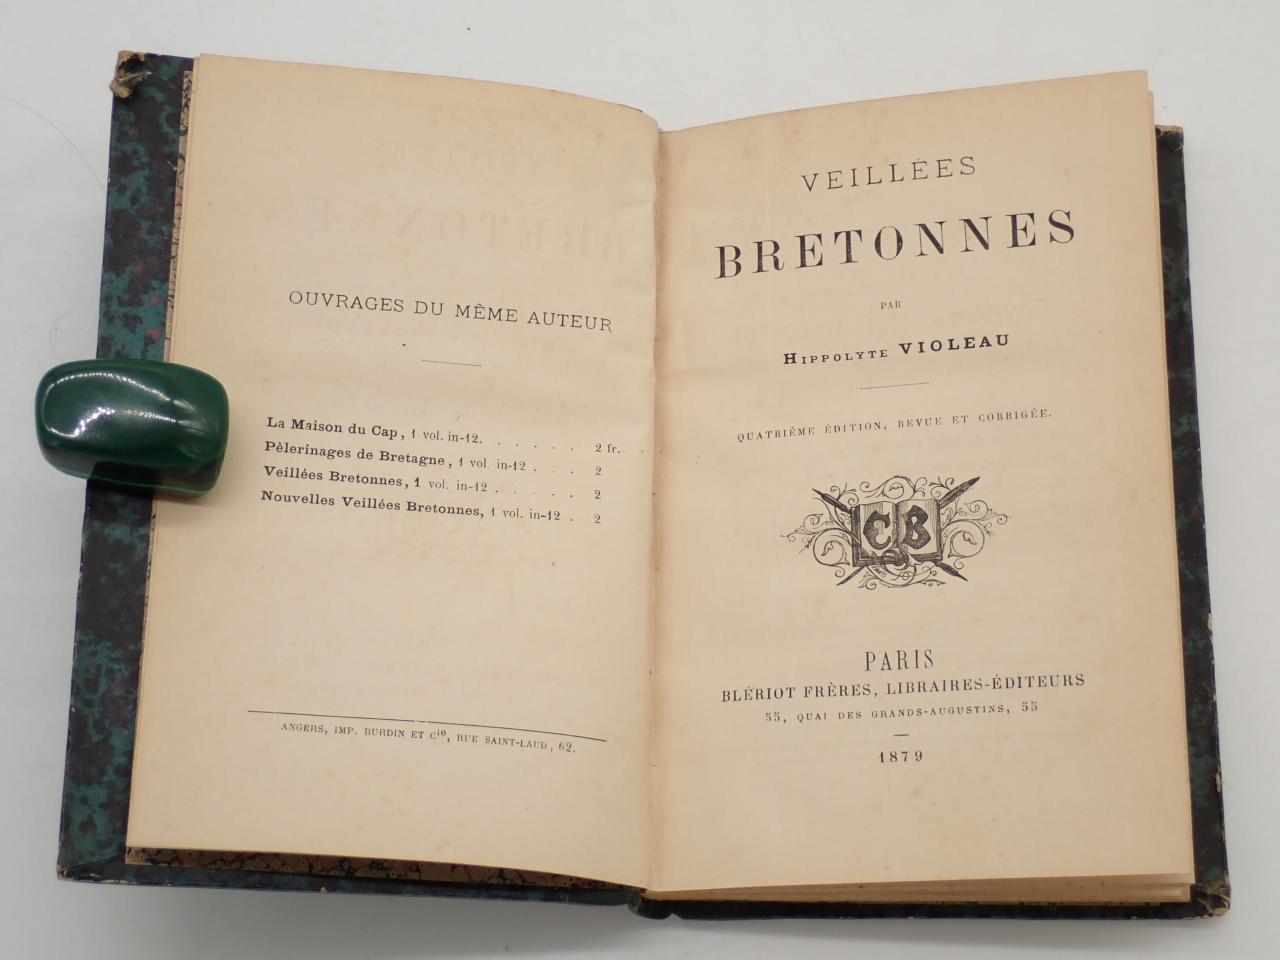 OUVRAGES DU MÊME AUTEUR
La Maison du Cap, 1 vol. in-12. . . . . . 2 fr.
Pèlerinages de Bretagne, 1 vol. in-12 . . . 2
Veillées Bretonnes, 1 vol. in-12 . . . . . 2
Nouvelles Veillées Bretonnes, 1 vol. in-12 . 2
ANGERS, IMP. BURDIN ET Cie, RUE SAINT-LAUD, 62.
VEILLÉES
BRETONNES
PAR
HIPPOLYTE VIOLEAU
QUATRIÈME ÉDITION, REVUE ET CORRIGÉE.
C B
PARIS
BLÉRIOT FRÈRES, LIBRAIRES-ÉDITEURS
55, QUAI DES GRANDS-AUGUSTINS, 55
1879